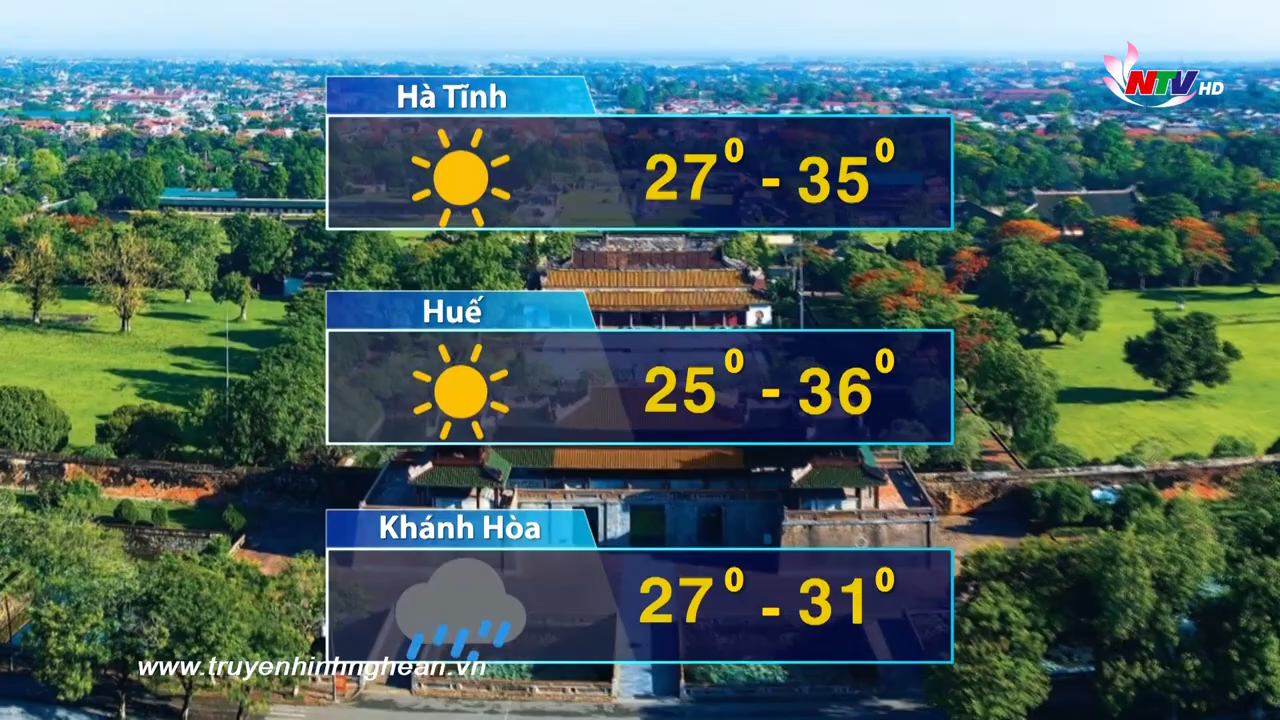 NTV HD
Hà Tĩnh
27⁰ - 35⁰
Huế
25⁰ - 36⁰
Khánh Hòa
27⁰ - 31⁰
www.truyenhinhnghean.vn